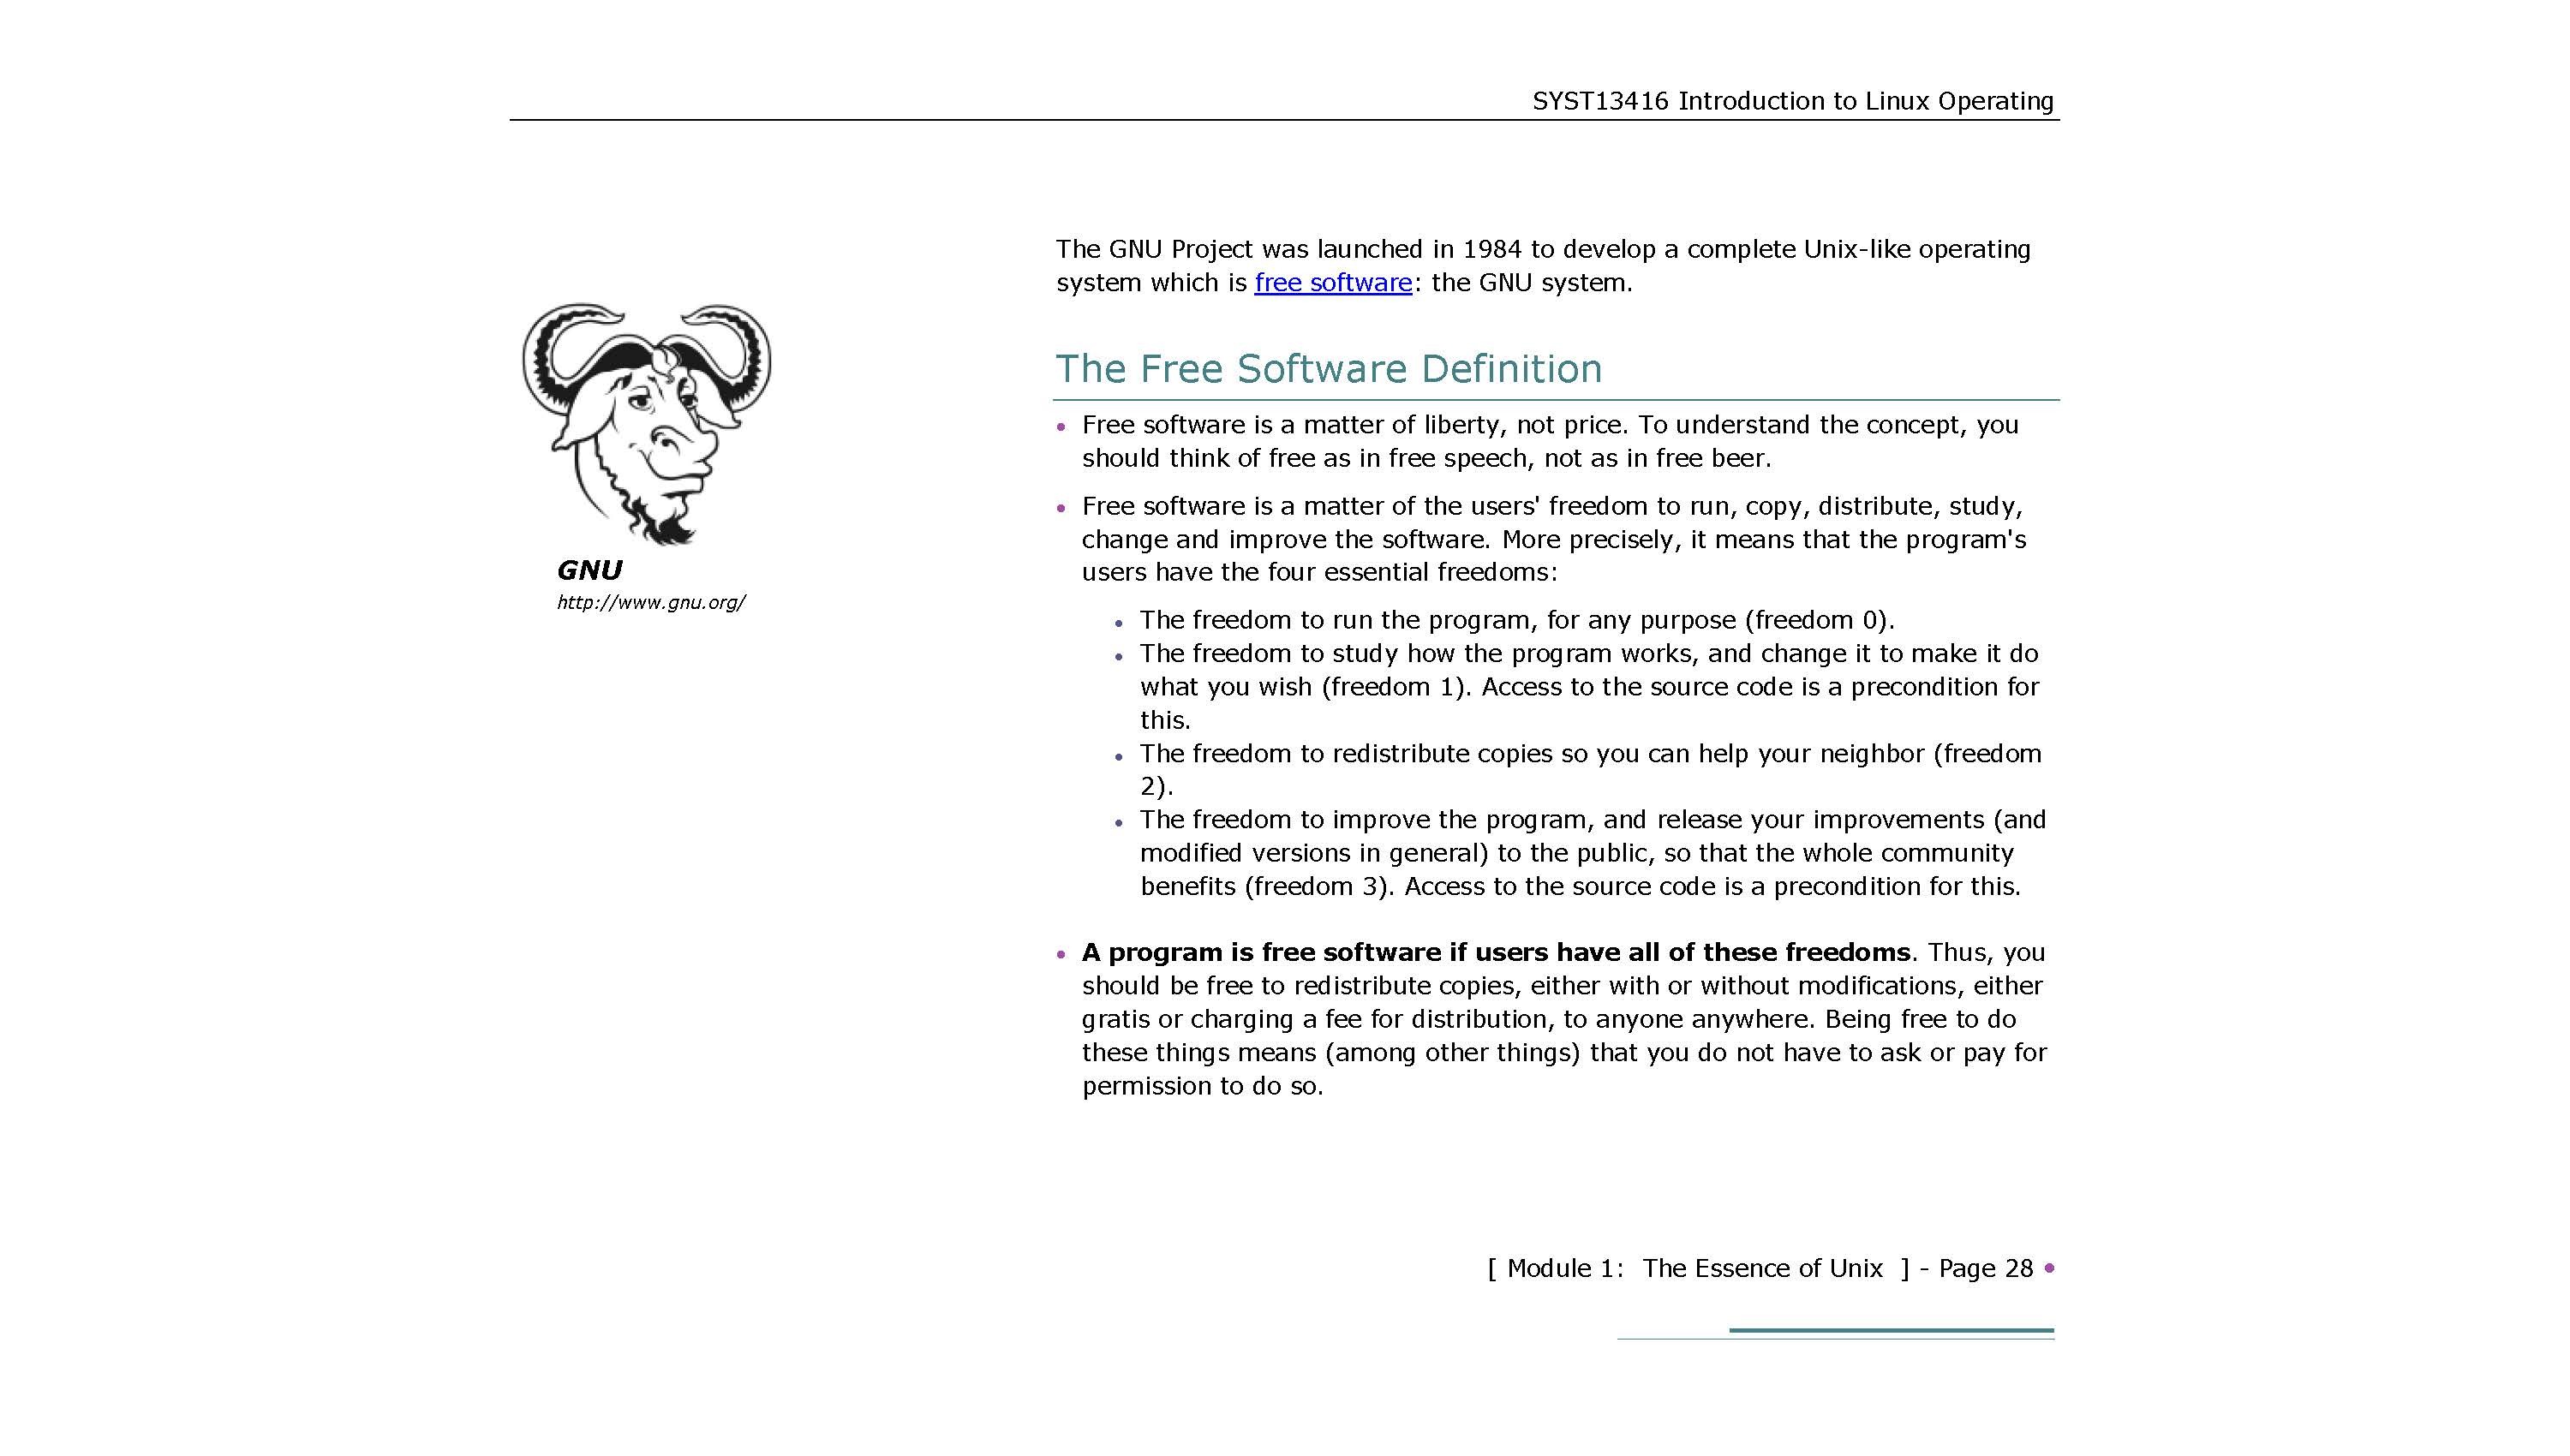 SYST13416 Introduction to Linux Operating
The GNU Project was launched in 1984 to develop a complete Unix-like operating
system which is free software: the GNU system.
GNU
http://www.gnu.org/
The Free Software Definition
• Free software is a matter of liberty, not price. To understand the concept, you
should think of free as in free speech, not as in free beer.
• Free software is a matter of the users' freedom to run, copy, distribute, study,
change and improve the software. More precisely, it means that the program's
users have the four essential freedoms:
• The freedom to run the program, for any purpose (freedom 0).
• The freedom to study how the program works, and change it to make it do
what you wish (freedom 1). Access to the source code is a precondition for
this.
• The freedom to redistribute copies so you can help your neighbor (freedom
2).
• The freedom to improve the program, and release your improvements (and
modified versions in general) to the public, so that the whole community
benefits (freedom 3). Access to the source code is a precondition for this.
• A program is free software if users have all of these freedoms. Thus, you
should be free to redistribute copies, either with or without modifications, either
gratis or charging a fee for distribution, to anyone anywhere. Being free to do
these things means (among other things) that you do not have to ask or pay for
permission to do so.
[ Module 1: The Essence of Unix ] - Page 28 •